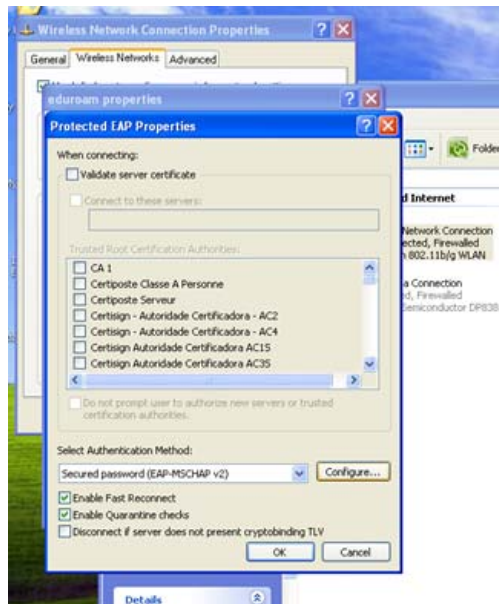 Wireless Network Connection Properties
General Wireless Networks Advanced
eduroam properties
Protected EAP Properties
When connecting:
Validate server certificate
Connect to these servers:
Trusted Root Certification Authorities:
CA 1
Certiposte Classe A Personne
Certiposte Serveur
Certisign - Autoridade Certificadora - AC2
Certisign - Autoridade Certificadora - AC4
Certisign Autoridade Certificadora AC1S
Certisign Autoridade Certificadora AC3S
Do not prompt user to authorize new servers or trusted
certification authorities.
Select Authentication Method:
Secured password (EAP-MSCHAP v2) Configure...
Enable Fast Reconnect
Enable Quarantine checks
Disconnect if server does not present cryptobinding TLV
OK Cancel
Folder
d Internet
Network Connection
ected, Firewalled
802.11b/g WLAN
a Connection
d, Firewalled
Semiconductor DP838
Details